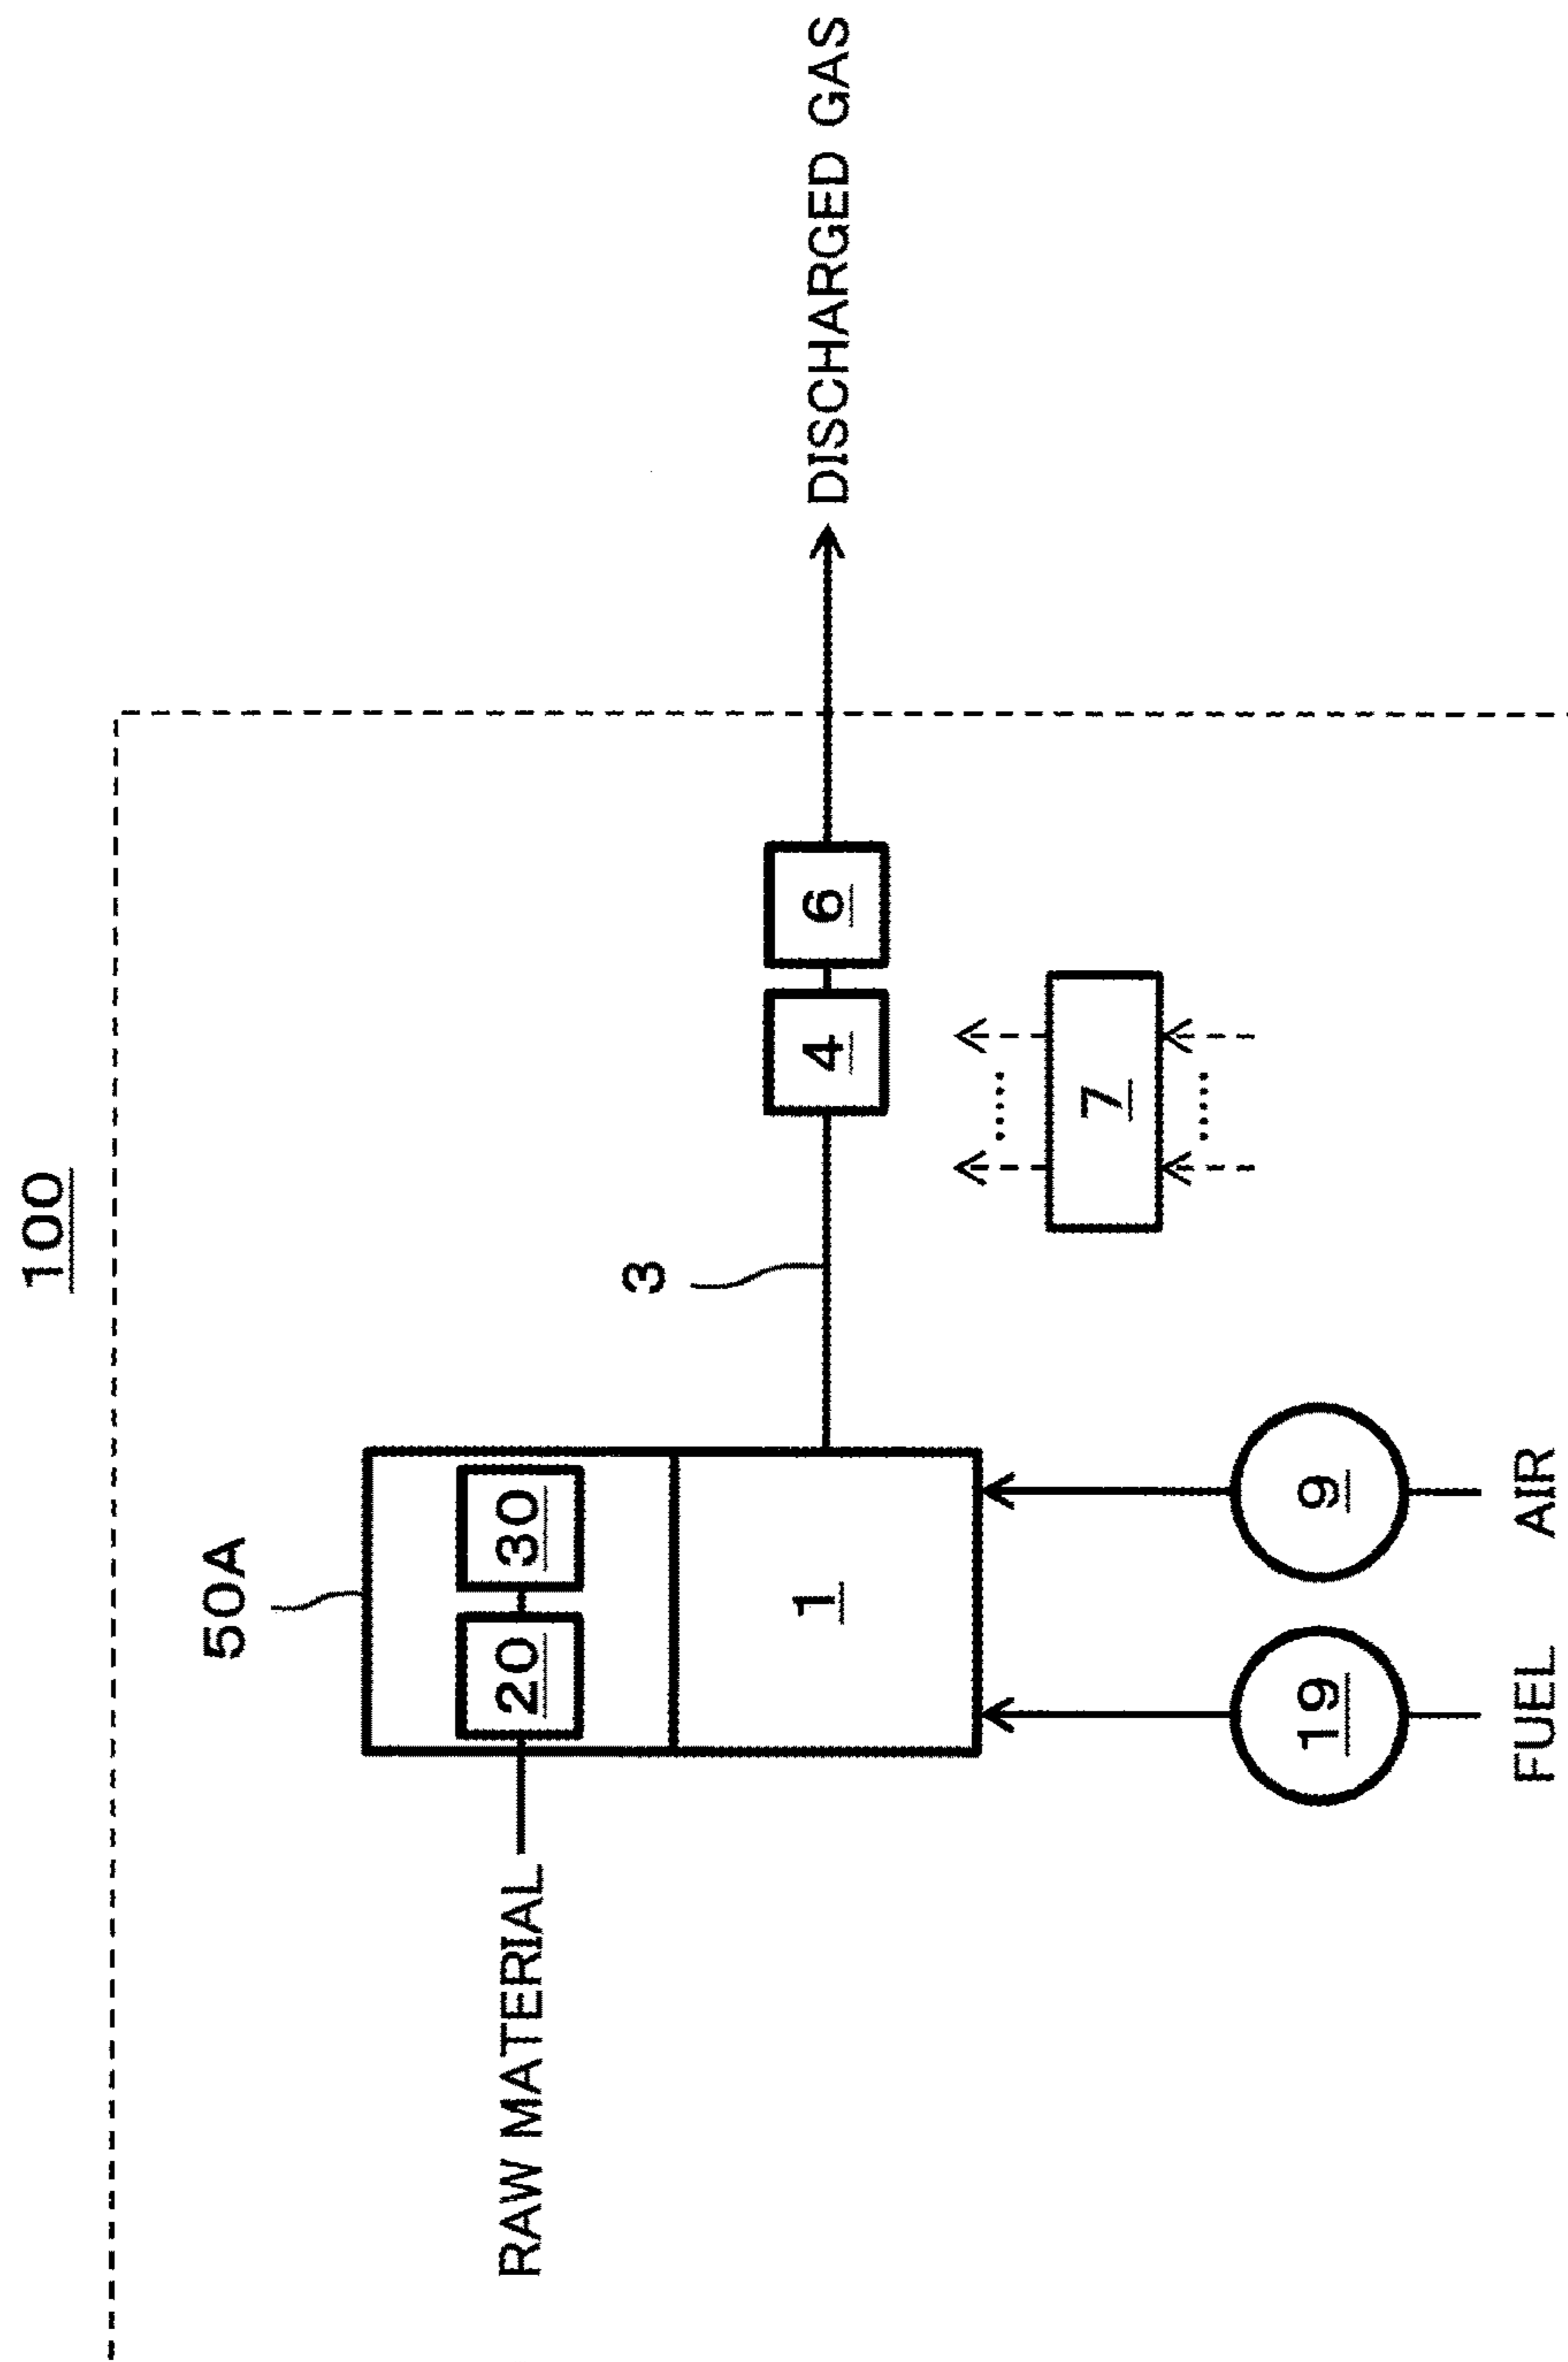 100
50A
3
DISCHARGED GAS
RAW MATERIAL
20
30
1
4
6
7
19
9
FUEL
AIR